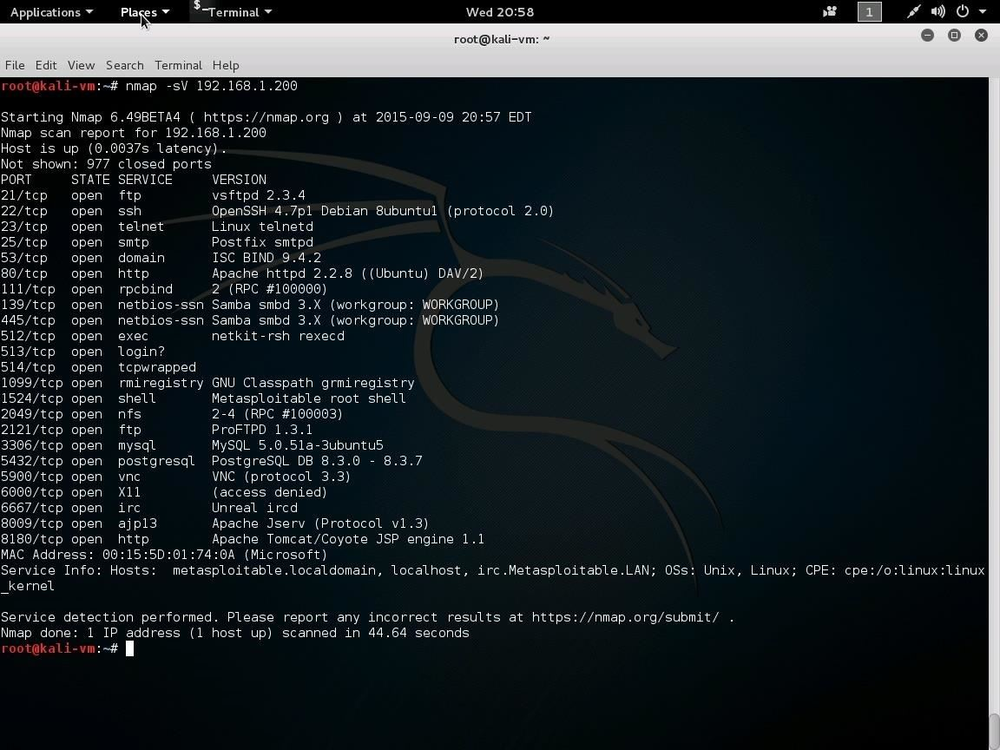 Applications Places $_ Terminal Wed 20:58 1
root@kali-vm: ~
File Edit View Search Terminal Help
root@kali-vm:~# nmap -sV 192.168.1.200
Starting Nmap 6.49BETA4 ( https://nmap.org ) at 2015-09-09 20:57 EDT
Nmap scan report for 192.168.1.200
Host is up (0.0037s latency).
Not shown: 977 closed ports
PORT     STATE SERVICE     VERSION
21/tcp   open  ftp         vsftpd 2.3.4
22/tcp   open  ssh         OpenSSH 4.7p1 Debian 8ubuntu1 (protocol 2.0)
23/tcp   open  telnet      Linux telnetd
25/tcp   open  smtp        Postfix smtpd
53/tcp   open  domain      ISC BIND 9.4.2
80/tcp   open  http        Apache httpd 2.2.8 ((Ubuntu) DAV/2)
111/tcp  open  rpcbind     2 (RPC #100000)
139/tcp  open  netbios-ssn Samba smbd 3.X (workgroup: WORKGROUP)
445/tcp  open  netbios-ssn Samba smbd 3.X (workgroup: WORKGROUP)
512/tcp  open  exec        netkit-rsh rexecd
513/tcp  open  login?
514/tcp  open  tcpwrapped
1099/tcp open  rmiregistry GNU Classpath grmiregistry
1524/tcp open  shell       Metasploitable root shell
2049/tcp open  nfs         2-4 (RPC #100003)
2121/tcp open  ftp         ProFTPD 1.3.1
3306/tcp open  mysql       MySQL 5.0.51a-3ubuntu5
5432/tcp open  postgresql  PostgreSQL DB 8.3.0 - 8.3.7
5900/tcp open  vnc         VNC (protocol 3.3)
6000/tcp open  X11         (access denied)
6667/tcp open  irc         Unreal ircd
8009/tcp open  ajp13       Apache Jserv (Protocol v1.3)
8180/tcp open  http        Apache Tomcat/Coyote JSP engine 1.1
MAC Address: 00:15:5D:01:74:0A (Microsoft)
Service Info: Hosts:  metasploitable.localdomain, localhost, irc.Metasploitable.LAN; OSs: Unix, Linux; CPE: cpe:/o:linux:linux
_kernel
Service detection performed. Please report any incorrect results at https://nmap.org/submit/ .
Nmap done: 1 IP address (1 host up) scanned in 44.64 seconds
root@kali-vm:~#